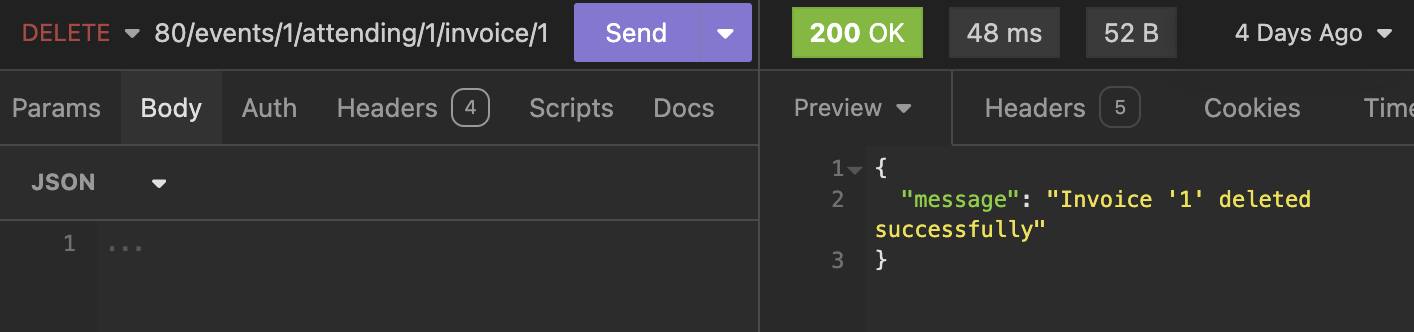 DELETE 80/events/1/attending/1/invoice/1 Send 200 OK 48 ms 52 B 4 Days Ago
Params Body Auth Headers 4 Scripts Docs Preview Headers 5 Cookies Time
JSON
1 ...
1 {
2 "message": "Invoice '1' deleted
successfully"
3 }